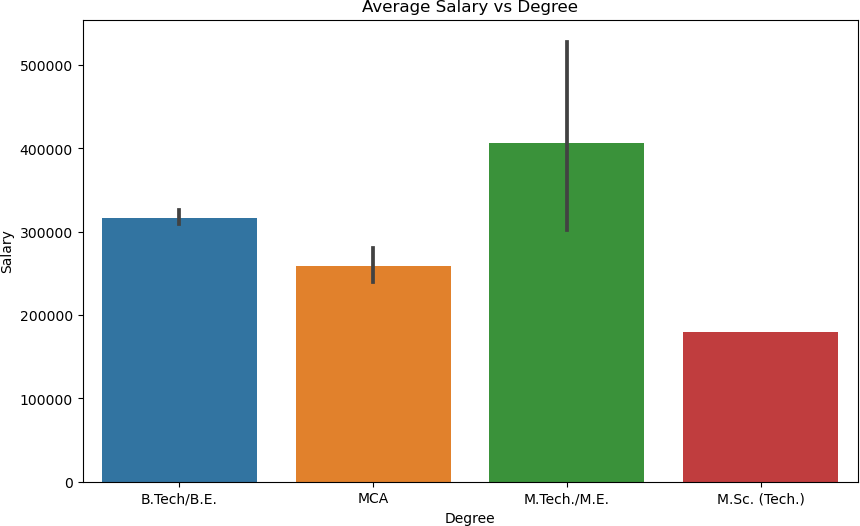 Average Salary vs Degree
Salary
500000
400000
300000
200000
100000
0
B.Tech/B.E.
MCA
M.Tech./M.E.
M.Sc. (Tech.)
Degree